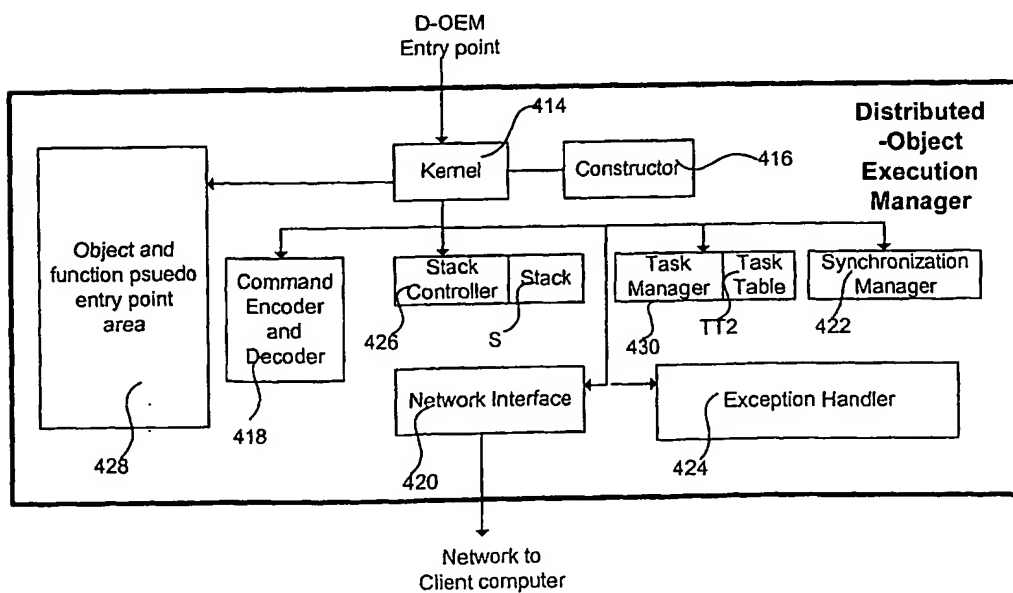 D-OEM
Entry point
414
Distributed
-Object
Execution
Manager
Kernel
Constructor
416
Object and
function psuedo
entry point
area
Command
Encoder
and
Decoder
Stack
Controller
Stack
Task
Manager
Task
Table
Synchronization
Manager
426
S
430
TT2
422
418
Network Interface
Exception Handler
428
420
424
Network to
Client computer